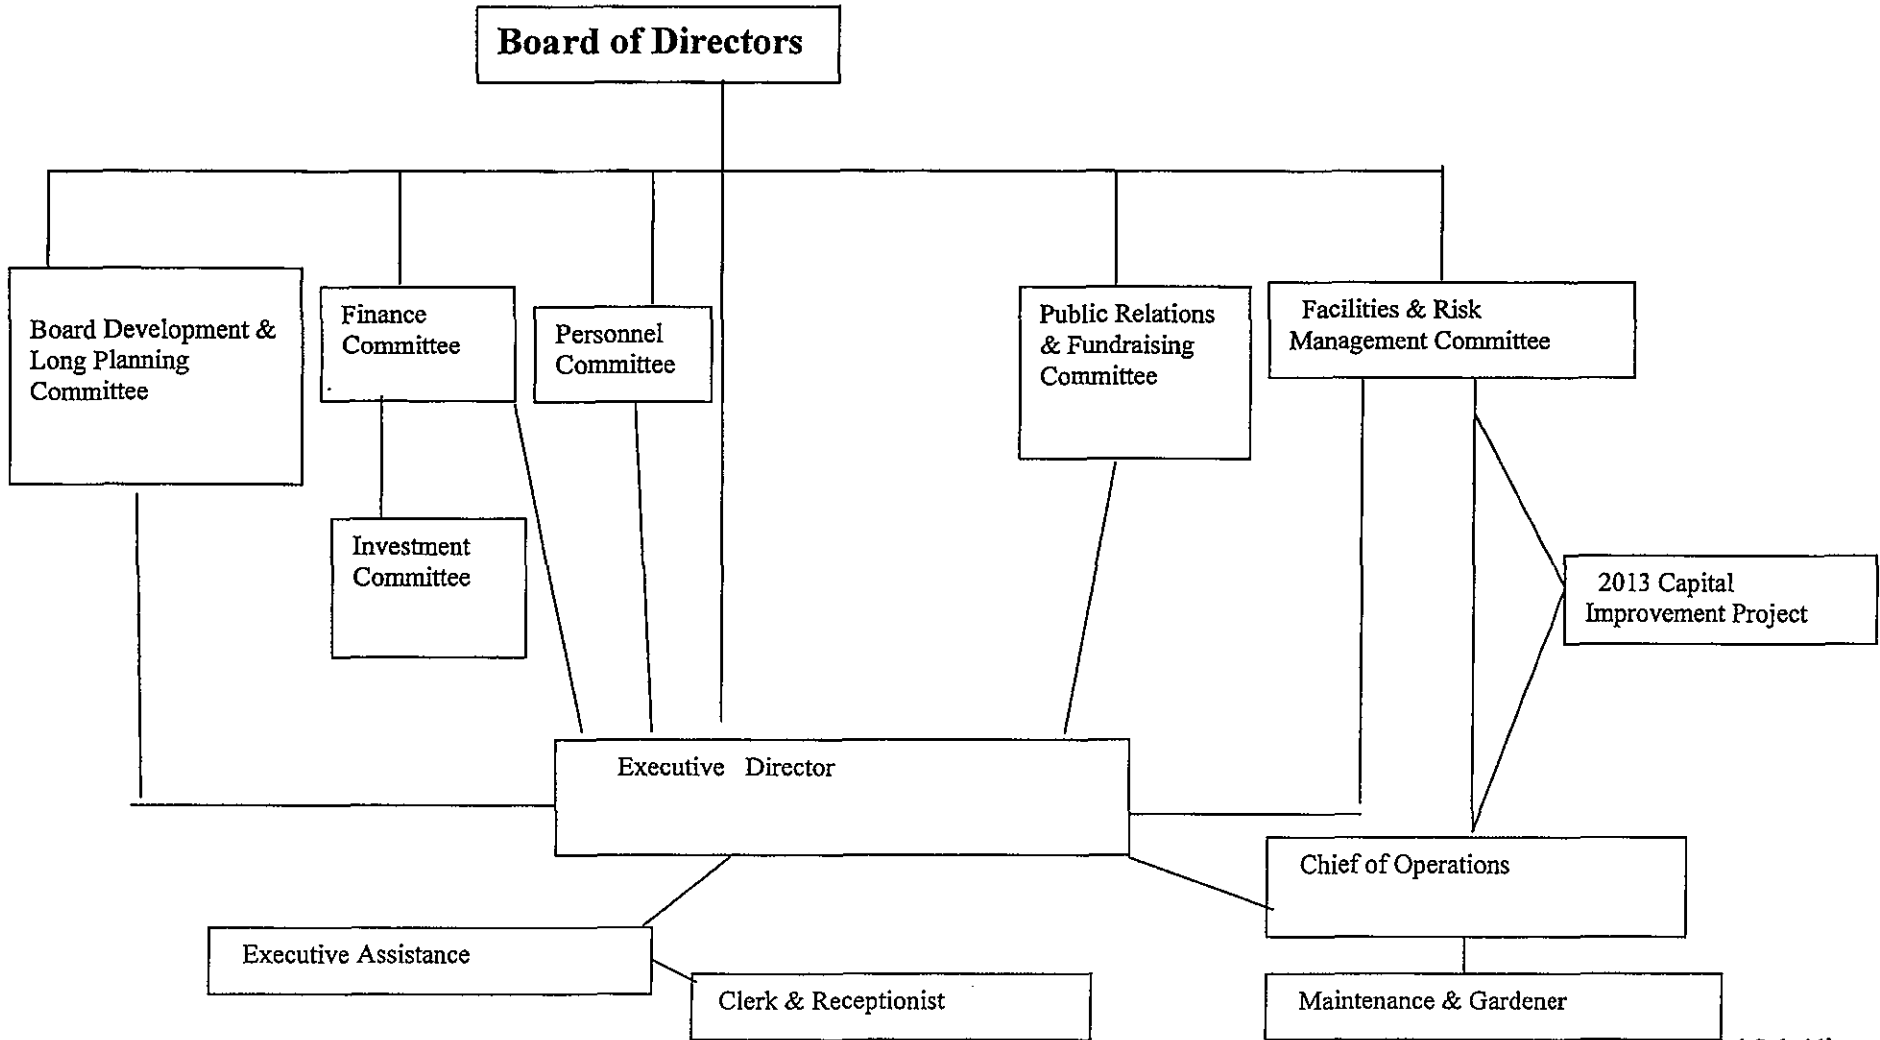 Board of Directors
Board Development &
Long Planning
Committee
Finance
Committee
Personnel
Committee
Public Relations
& Fundraising
Committee
Facilities & Risk
Management Committee
Investment
Committee
2013 Capital
Improvement Project
Executive Director
Chief of Operations
Executive Assistance
Clerk & Receptionist
Maintenance & Gardener